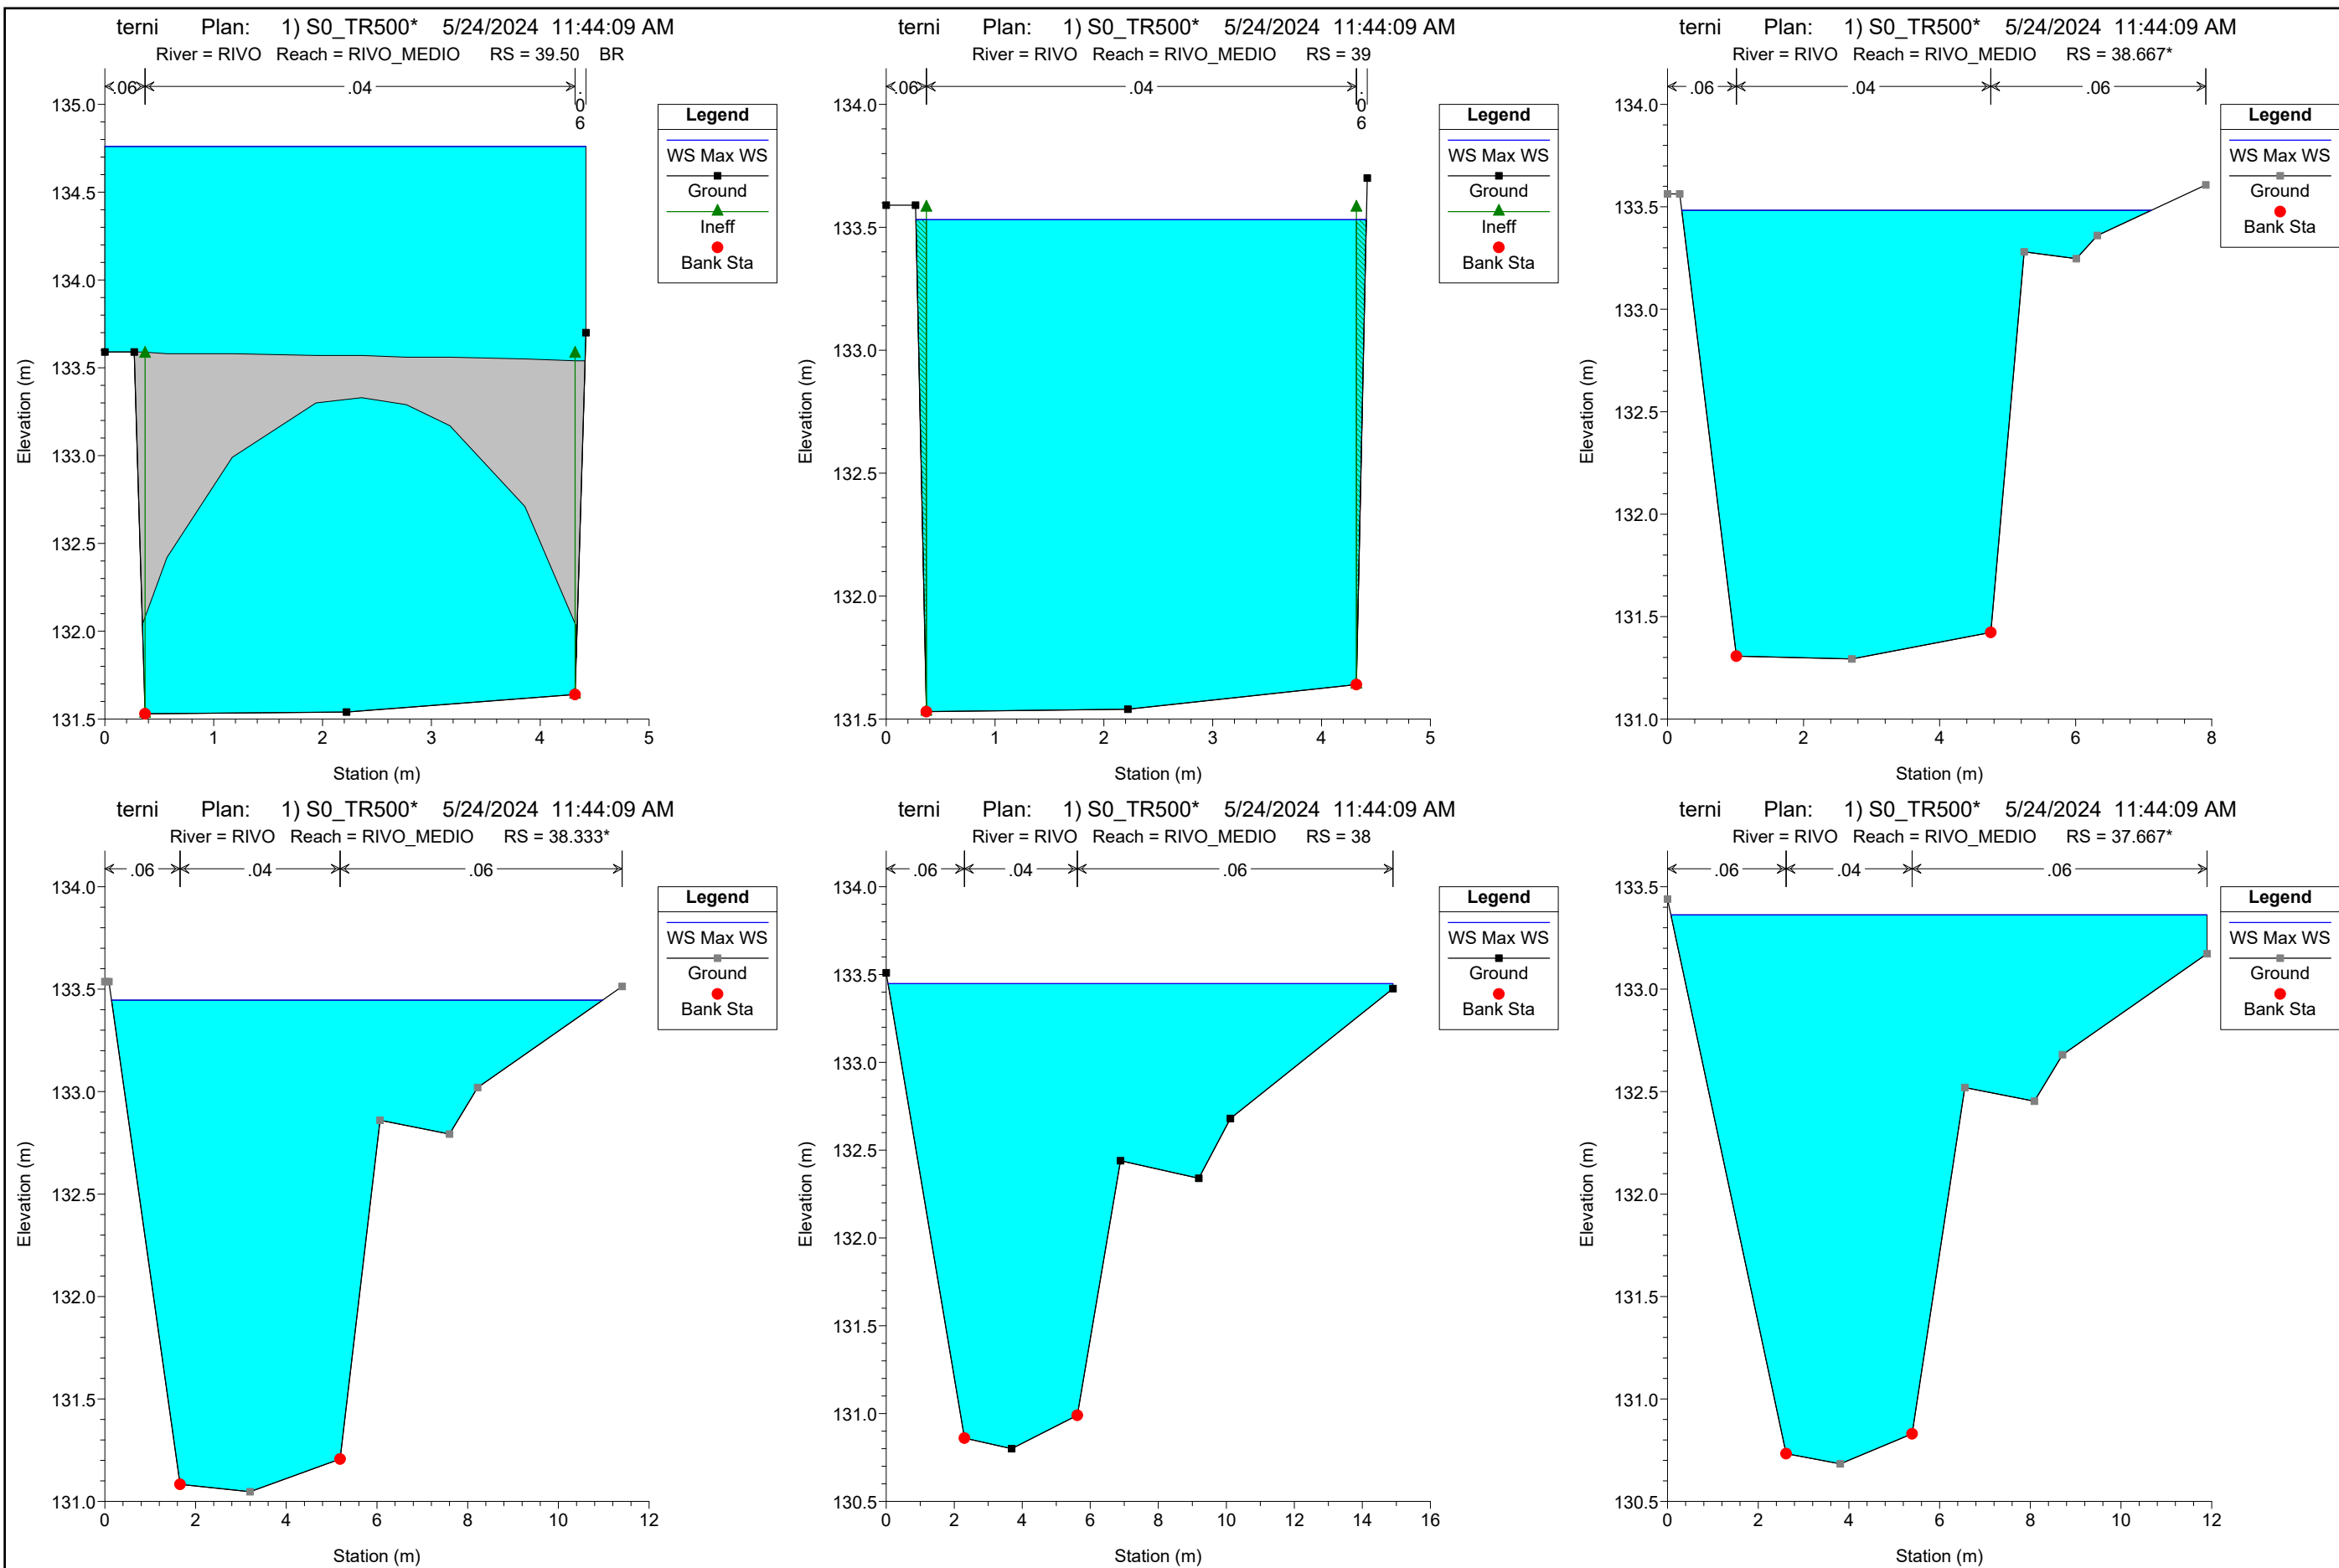 terni Plan: 1) S0_TR500* 5/24/2024 11:44:09 AM
River = RIVO Reach = RIVO_MEDIO RS = 39.50 BR
.06 .04 .06
Elevation (m)
135.0
134.5
134.0
133.5
133.0
132.5
132.0
131.5
0 1 2 3 4 5
Station (m)
Legend
WS Max WS
Ground
Ineff
Bank Sta
terni Plan: 1) S0_TR500* 5/24/2024 11:44:09 AM
River = RIVO Reach = RIVO_MEDIO RS = 39
.06 .04 .06
Elevation (m)
134.0
133.5
133.0
132.5
132.0
131.5
0 1 2 3 4 5
Station (m)
Legend
WS Max WS
Ground
Ineff
Bank Sta
terni Plan: 1) S0_TR500* 5/24/2024 11:44:09 AM
River = RIVO Reach = RIVO_MEDIO RS = 38.667*
.06 .04 .06
Elevation (m)
134.0
133.5
133.0
132.5
132.0
131.5
131.0
0 2 4 6 8
Station (m)
Legend
WS Max WS
Ground
Bank Sta
terni Plan: 1) S0_TR500* 5/24/2024 11:44:09 AM
River = RIVO Reach = RIVO_MEDIO RS = 38.333*
.06 .04 .06
Elevation (m)
134.0
133.5
133.0
132.5
132.0
131.5
131.0
0 2 4 6 8 10 12
Station (m)
Legend
WS Max WS
Ground
Bank Sta
terni Plan: 1) S0_TR500* 5/24/2024 11:44:09 AM
River = RIVO Reach = RIVO_MEDIO RS = 38
.06 .04 .06
Elevation (m)
134.0
133.5
133.0
132.5
132.0
131.5
131.0
130.5
0 2 4 6 8 10 12 14 16
Station (m)
Legend
WS Max WS
Ground
Bank Sta
terni Plan: 1) S0_TR500* 5/24/2024 11:44:09 AM
River = RIVO Reach = RIVO_MEDIO RS = 37.667*
.06 .04 .06
Elevation (m)
133.5
133.0
132.5
132.0
131.5
131.0
130.5
0 2 4 6 8 10 12
Station (m)
Legend
WS Max WS
Ground
Bank Sta